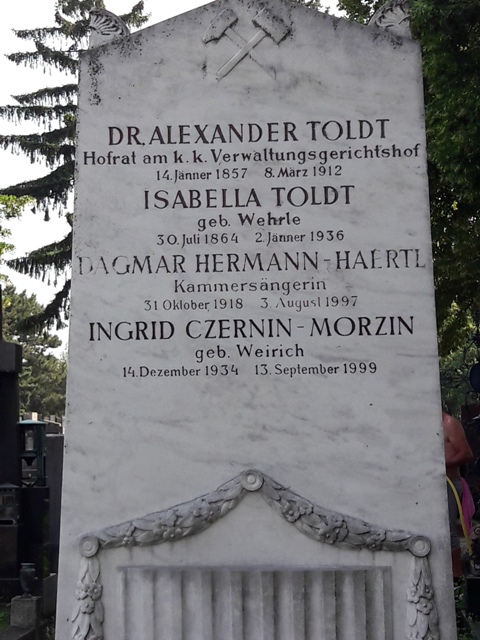 DR. ALEXANDER TOLDT
Hofrat am k.k. Verwaltungsgerichtshof
14. Jänner 1857 8. März 1912
ISABELLA TOLDT
geb. Wehrle
30. Juli 1864 2. Jänner 1936
DAGMAR HERMANN-HAERTL
Kammersängerin
31 Oktober 1918 3. August 1997
INGRID CZERNIN-MORZIN
geb. Weirich
14. Dezember 1934 13. September 1999